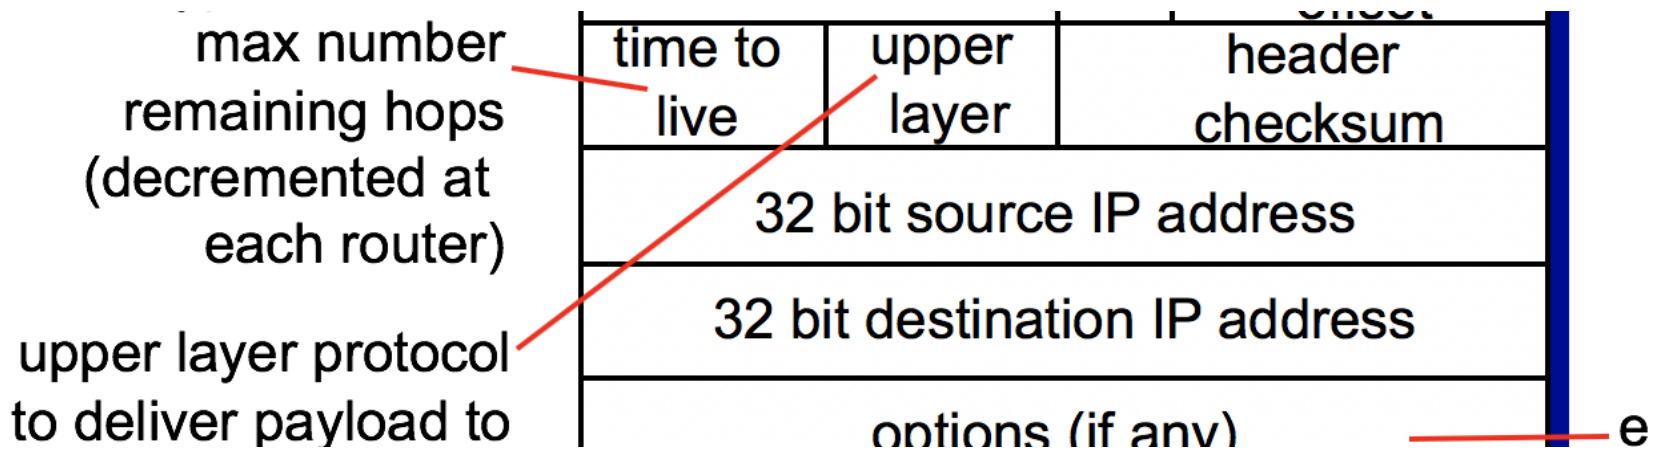 offset
max number
remaining hops
(decremented at
each router)
upper layer protocol
to deliver payload to
time to
live
upper
layer
header
checksum
32 bit source IP address
32 bit destination IP address
options (if any)
e